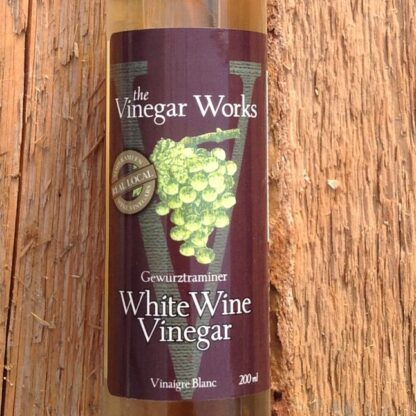 the
Vinegar Works
REAL LOCAL
Gewurztraminer
White Wine
Vinegar
Vinaigre Blanc
200 ml